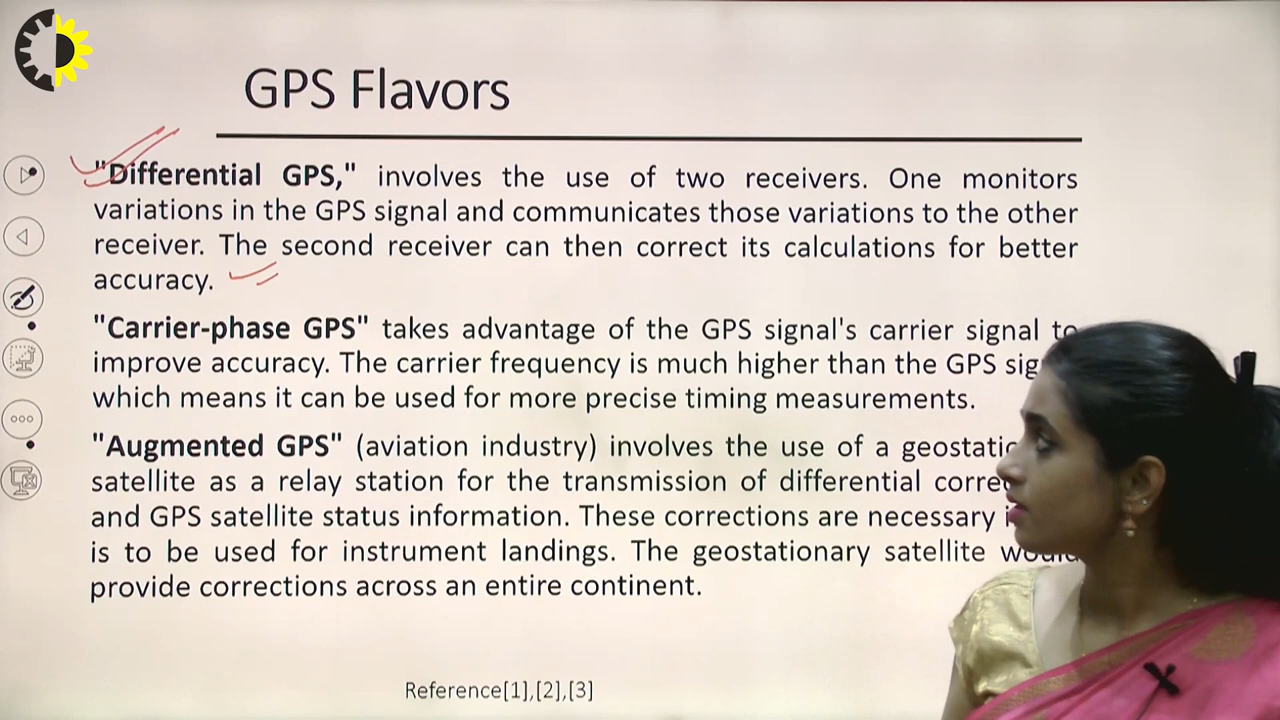 GPS Flavors
"Differential GPS," involves the use of two receivers. One monitors
variations in the GPS signal and communicates those variations to the other
receiver. The second receiver can then correct its calculations for better
accuracy.
"Carrier-phase GPS" takes advantage of the GPS signal's carrier signal to
improve accuracy. The carrier frequency is much higher than the GPS
which means it can be used for more precise timing measurements.
"Augmented GPS" (aviation industry) involves the use of a
satellite as a relay station for the transmission of differential
and GPS satellite status information. These corrections are necessary
is to be used for instrument landings. The geostationary satellite would
provide corrections across an entire continent.
Reference[1],[2],[3]